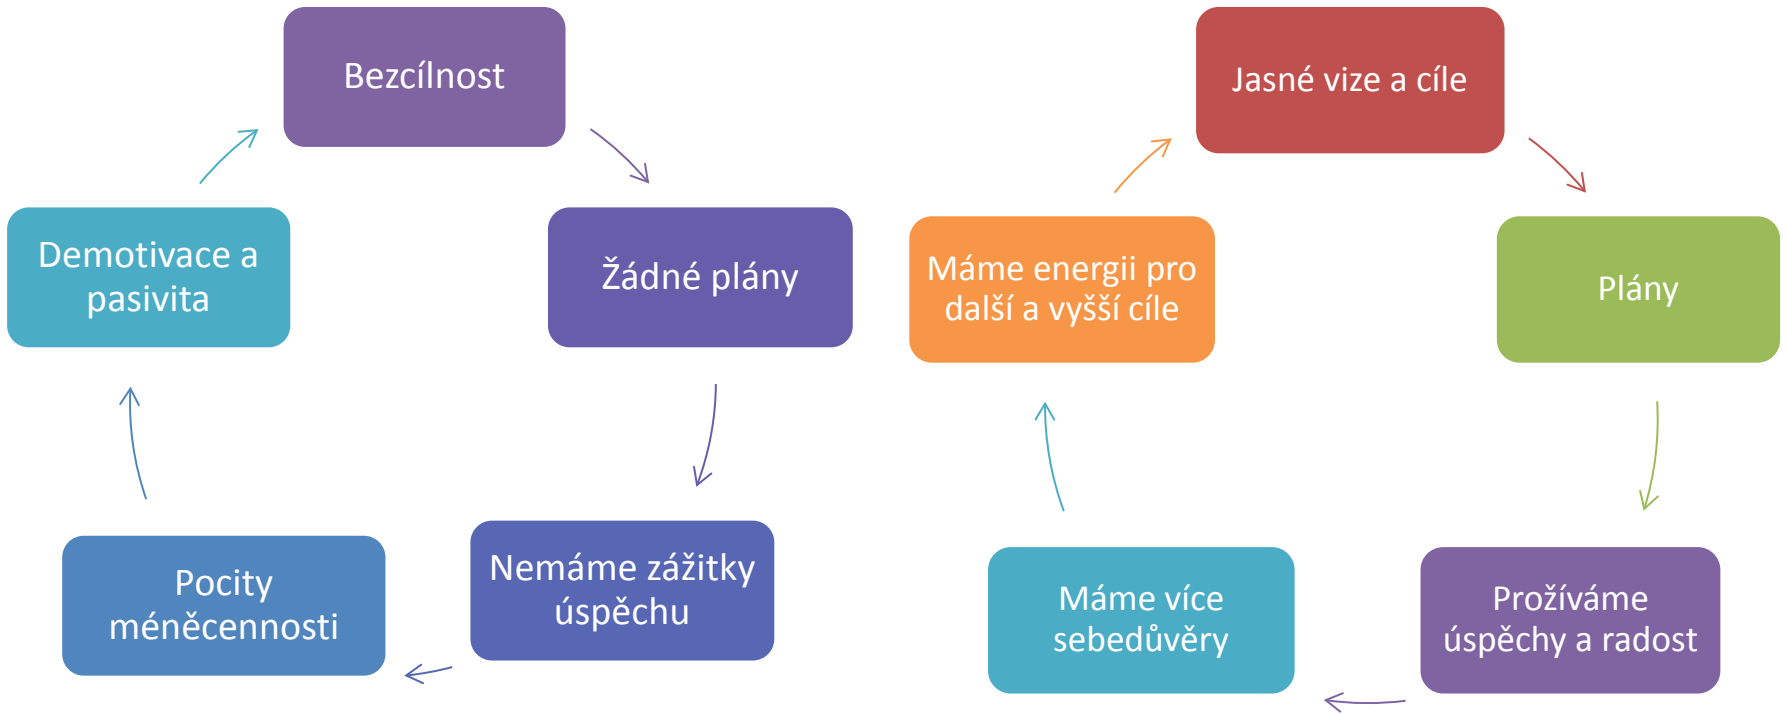 Bezcílnost
Žádné plány
Nemáme zážitky
úspěchu
Pocity
méněcennosti
Demotivace a
pasivita
Jasné vize a cíle
Plány
Prožíváme
úspěchy a radost
Máme více
sebedůvěry
Máme energii pro
další a vyšší cíle